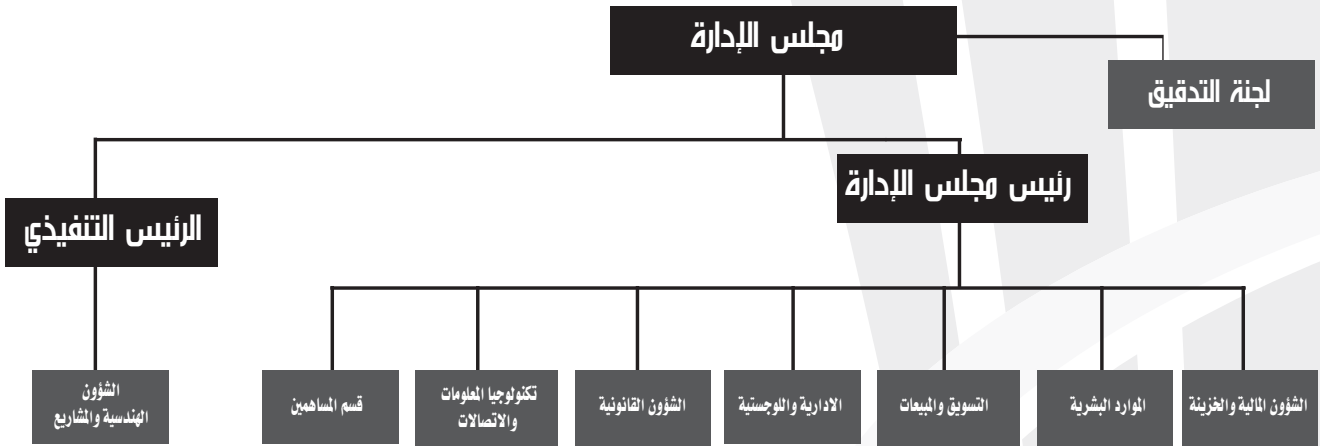 مجلس الإدارة
لجنة التدقيق
رئيس مجلس الإدارة
الرئيس التنفيذي
الشؤون المالية والخزينة
الموارد البشرية
التسويق والمبيعات
الادارية واللوجستية
الشؤون القانونية
تكنولوجيا المعلومات
والاتصالات
قسم المساهمين
الشؤون
الهندسية والمشاريع